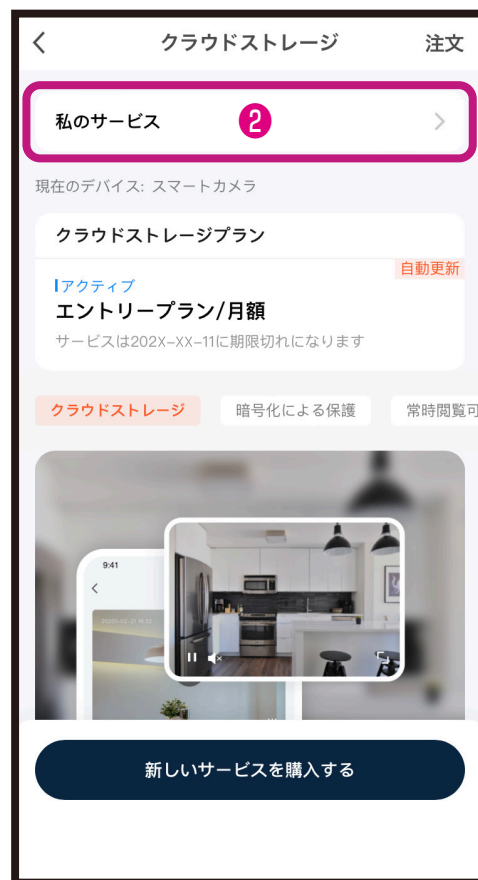 クラウドストレージ 注文
私のサービス ❷
現在のデバイス: スマートカメラ
クラウドストレージプラン
自動更新
アクティブ
エントリープラン/月額
サービスは202X-XX-11に期限切れになります
クラウドストレージ 暗号化による保護 常時閲覧可
9:41
新しいサービスを購入する